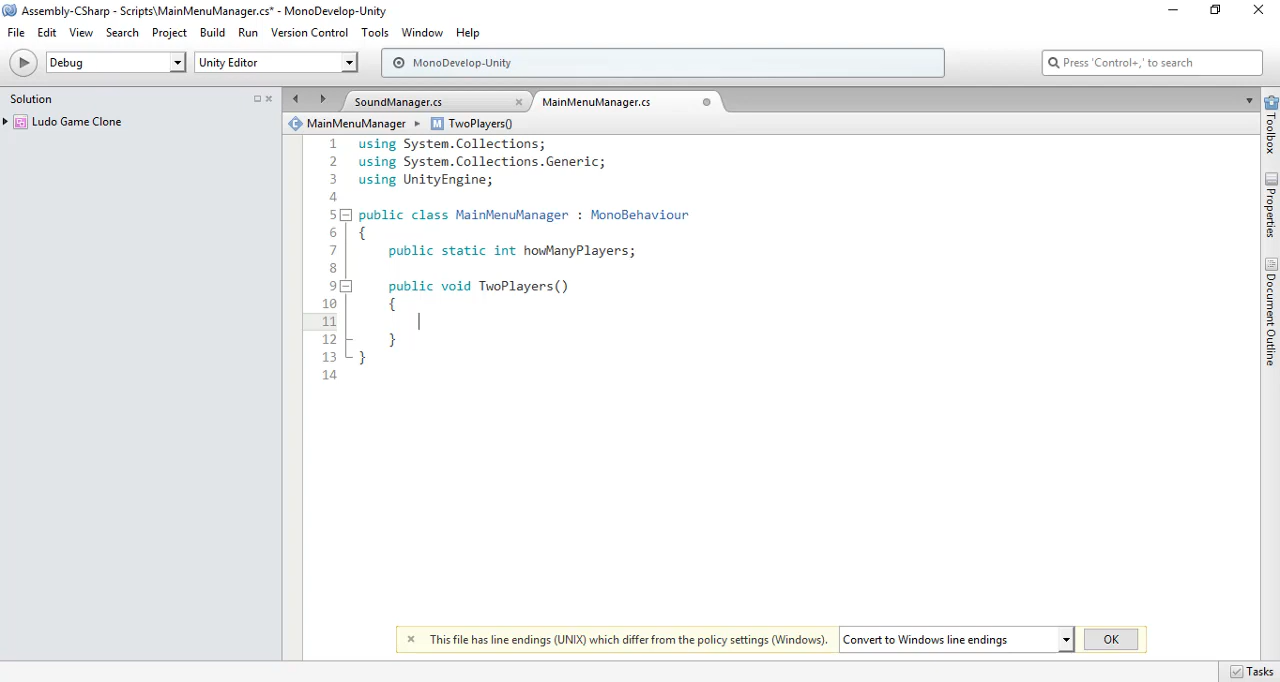 Assembly-CSharp - Scripts\MainMenuManager.cs* - MonoDevelop-Unity
File Edit View Search Project Build Run Version Control Tools Window Help
Debug Unity Editor MonoDevelop-Unity Press 'Control+,' to search
Solution
Ludo Game Clone
SoundManager.cs MainMenuManager.cs
MainMenuManager TwoPlayers()
1 using System.Collections;
2 using System.Collections.Generic;
3 using UnityEngine;
4
5 public class MainMenuManager : MonoBehaviour
6 {
7 public static int howManyPlayers;
8
9 public void TwoPlayers()
10 {
11
12 }
13 }
14
This file has line endings (UNIX) which differ from the policy settings (Windows). Convert to Windows line endings OK
Toolbox
Properties
Document Outline
Tasks